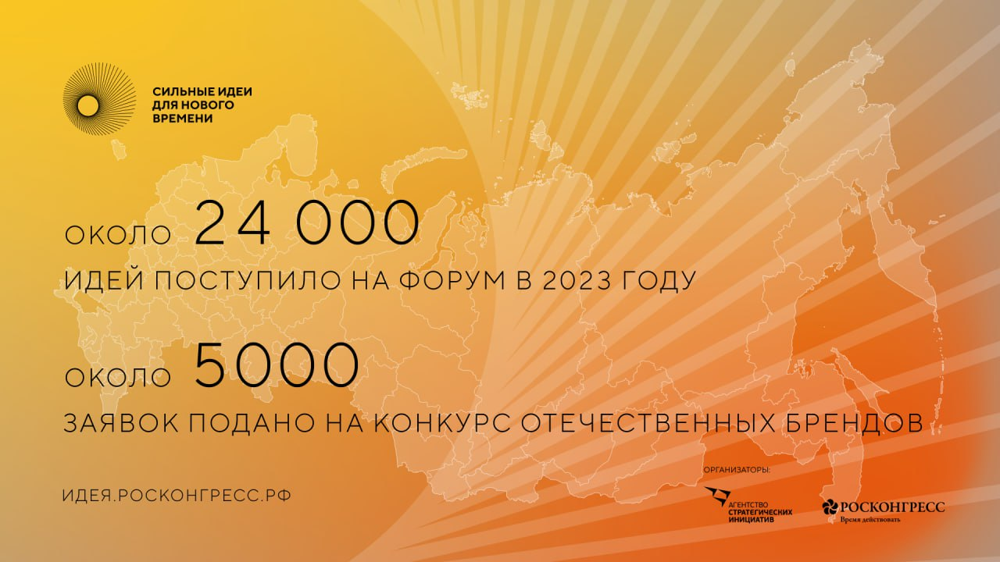 СИЛЬНЫЕ ИДЕИ
ДЛЯ НОВОГО
ВРЕМЕНИ
ОКОЛО 24 000
ИДЕЙ ПОСТУПИЛО НА ФОРУМ В 2023 ГОДУ
ОКОЛО 5000
ЗАЯВОК ПОДАНО НА КОНКУРС ОТЕЧЕСТВЕННЫХ БРЕНДОВ
ИДЕЯ.РОСКОНГРЕСС.РФ
ОРГАНИЗАТОРЫ:
АГЕНТСТВО
СТРАТЕГИЧЕСКИХ
ИНИЦИАТИВ
РОСКОНГРЕСС
Время действовать